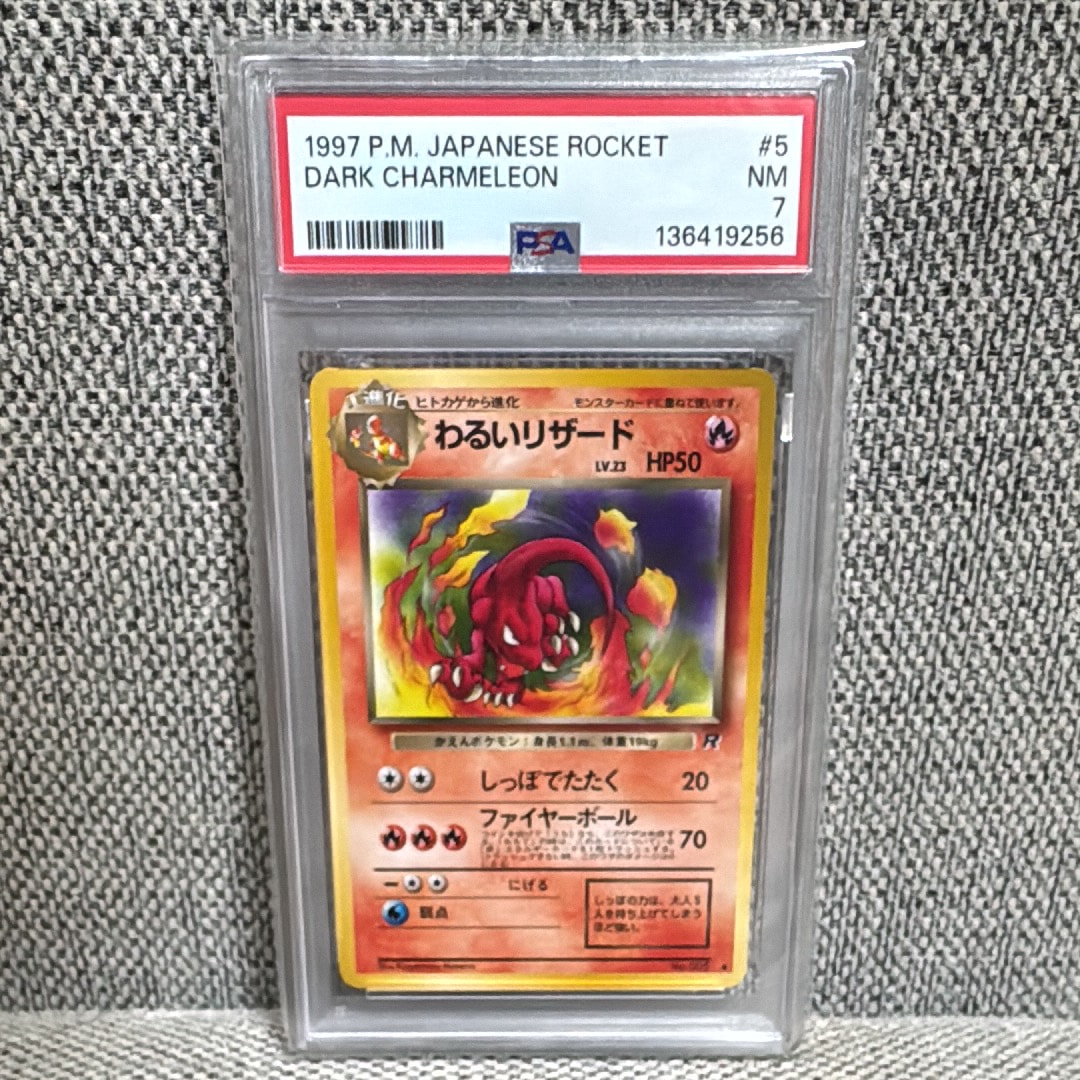 1997 P.M. JAPANESE ROCKET #5
DARK CHARMELEON NM
7
PSA 136419256
1進化 ヒトカゲから進化 モンスターカードに重ねて使います。
わるいリザード
LV.23 HP50
かえんポケモン 身長1.1m、体重19kg R
しっぽでたたく 20
ファイヤーボール
70
にげる
弱点
しっぽの力は、大人5
人を持ち上げてしまう
ほど強い。